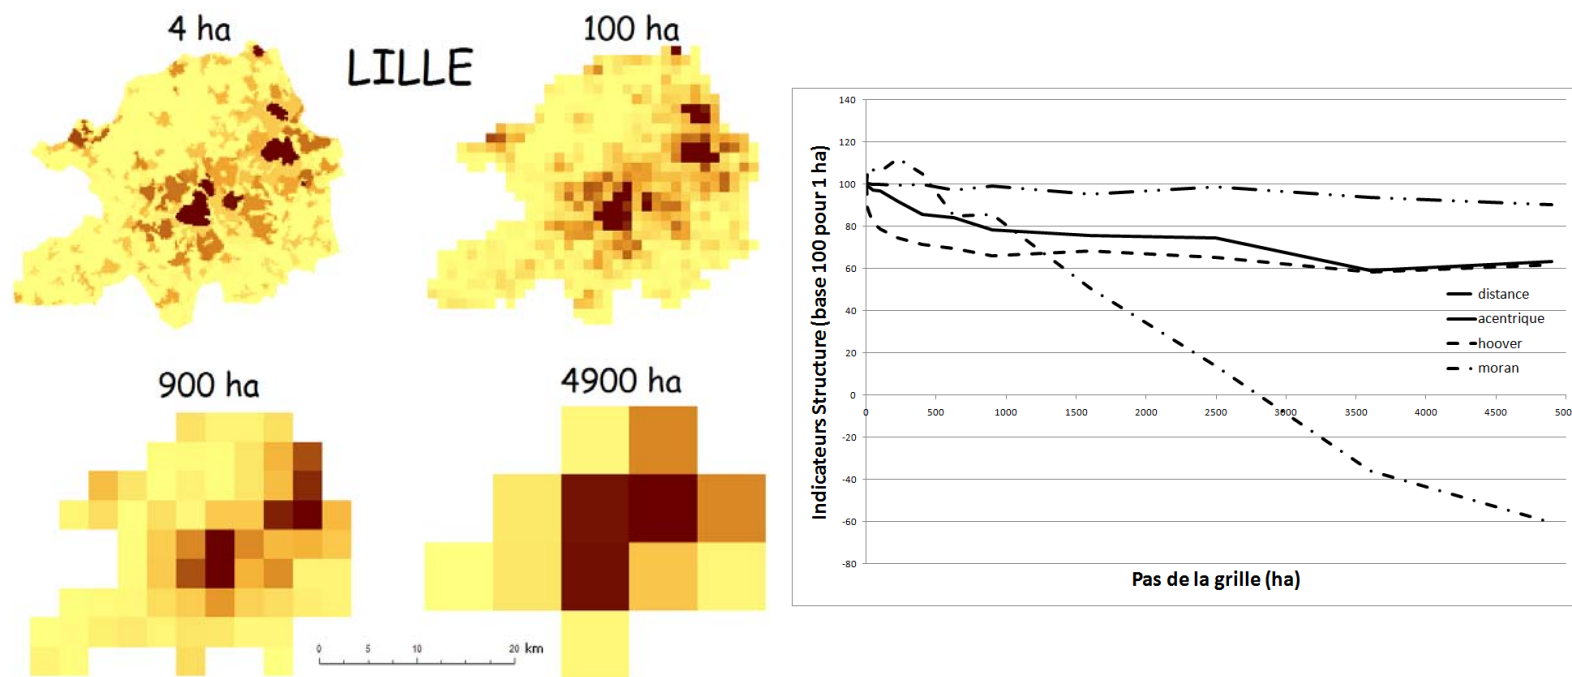 4 ha
100 ha
LILLE
900 ha
4900 ha
0 5 10 20 km
Indicateurs Structure (base 100 pour 1 ha)
140
120
100
80
60
40
20
0
-20
-40
-60
-80
0 500 1000 1500 2000 2500 3000 3500 4000 4500 500
distance
acentrique
hoover
moran
Pas de la grille (ha)